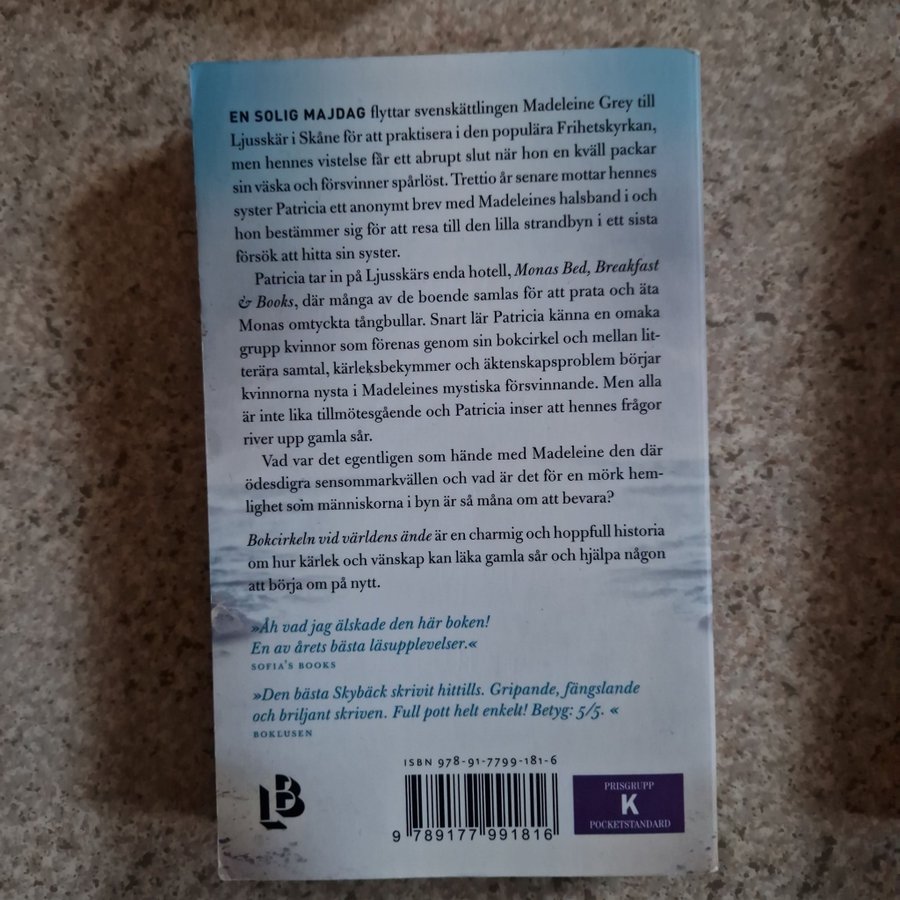 EN SOLIG MAJDAG flyttar svenskättlingen Madeleine Grey till
Ljusskär i Skåne för att praktisera i den populära Frihetskyrkan,
men hennes vistelse får ett abrupt slut när hon en kväll packar
sin väska och försvinner spårlöst. Trettio år senare mottar hennes
syster Patricia ett anonymt brev med Madeleines halsband i och
hon bestämmer sig för att resa till den lilla strandbyn i ett sista
försök att hitta sin syster.
Patricia tar in på Ljusskärs enda hotell, Monas Bed, Breakfast
& Books, där många av de boende samlas för att prata och äta
Monas omtyckta tångbullar. Snart lär Patricia känna en omaka
grupp kvinnor som förenas genom sin bokcirkel och mellan lit-
terära samtal, kärleksbekymmer och äktenskapsproblem börjar
kvinnorna nysta i Madeleines mystiska försvinnande. Men alla
är inte lika tillmötesgående och Patricia inser att hennes frågor
river upp gamla sår.
Vad var det egentligen som hände med Madeleine den där
ödesdigra sensommarkvällen och vad är det för en mörk hem-
lighet som människorna i byn är så måna om att bevara?
Bokcirkeln vid världens ände är en charmig och hoppfull historia
om hur kärlek och vänskap kan läka gamla sår och hjälpa någon
att börja om på nytt.
»Åh vad jag älskade den här boken!
En av årets bästa läsupplevelser.«
SOFIA'S BOOKS
»Den bästa Skybäck skrivit hittills. Gripande, fängslande
och briljant skriven. Full pott helt enkelt! Betyg: 5/5. «
BOKLUSEN
ISBN 978-91-7799-181-6
9 789177 991816
PRISGRUPP
K
POCKETSTANDARD
LB